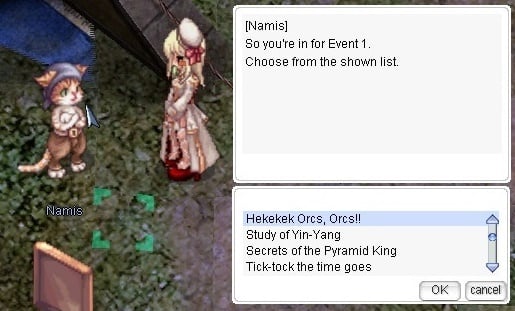 [Namis]
So you're in for Event 1.
Choose from the shown list.
Namis
Hekekek Orcs, Orcs!!
Study of Yin-Yang
Secrets of the Pyramid King
Tick-tock the time goes
OK
cancel